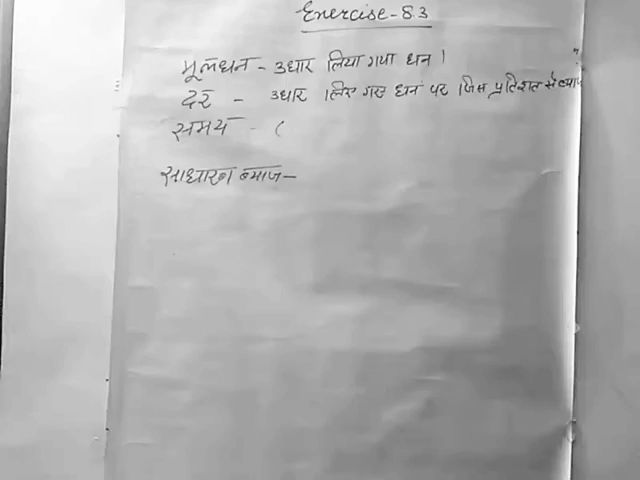 Exercise-8.3
मूलधन - उधार लिया गया धन।
दर - उधार लिए गए धन पर जिस प्रतिशत से ब्याज
समय - (
साधारण ब्याज-